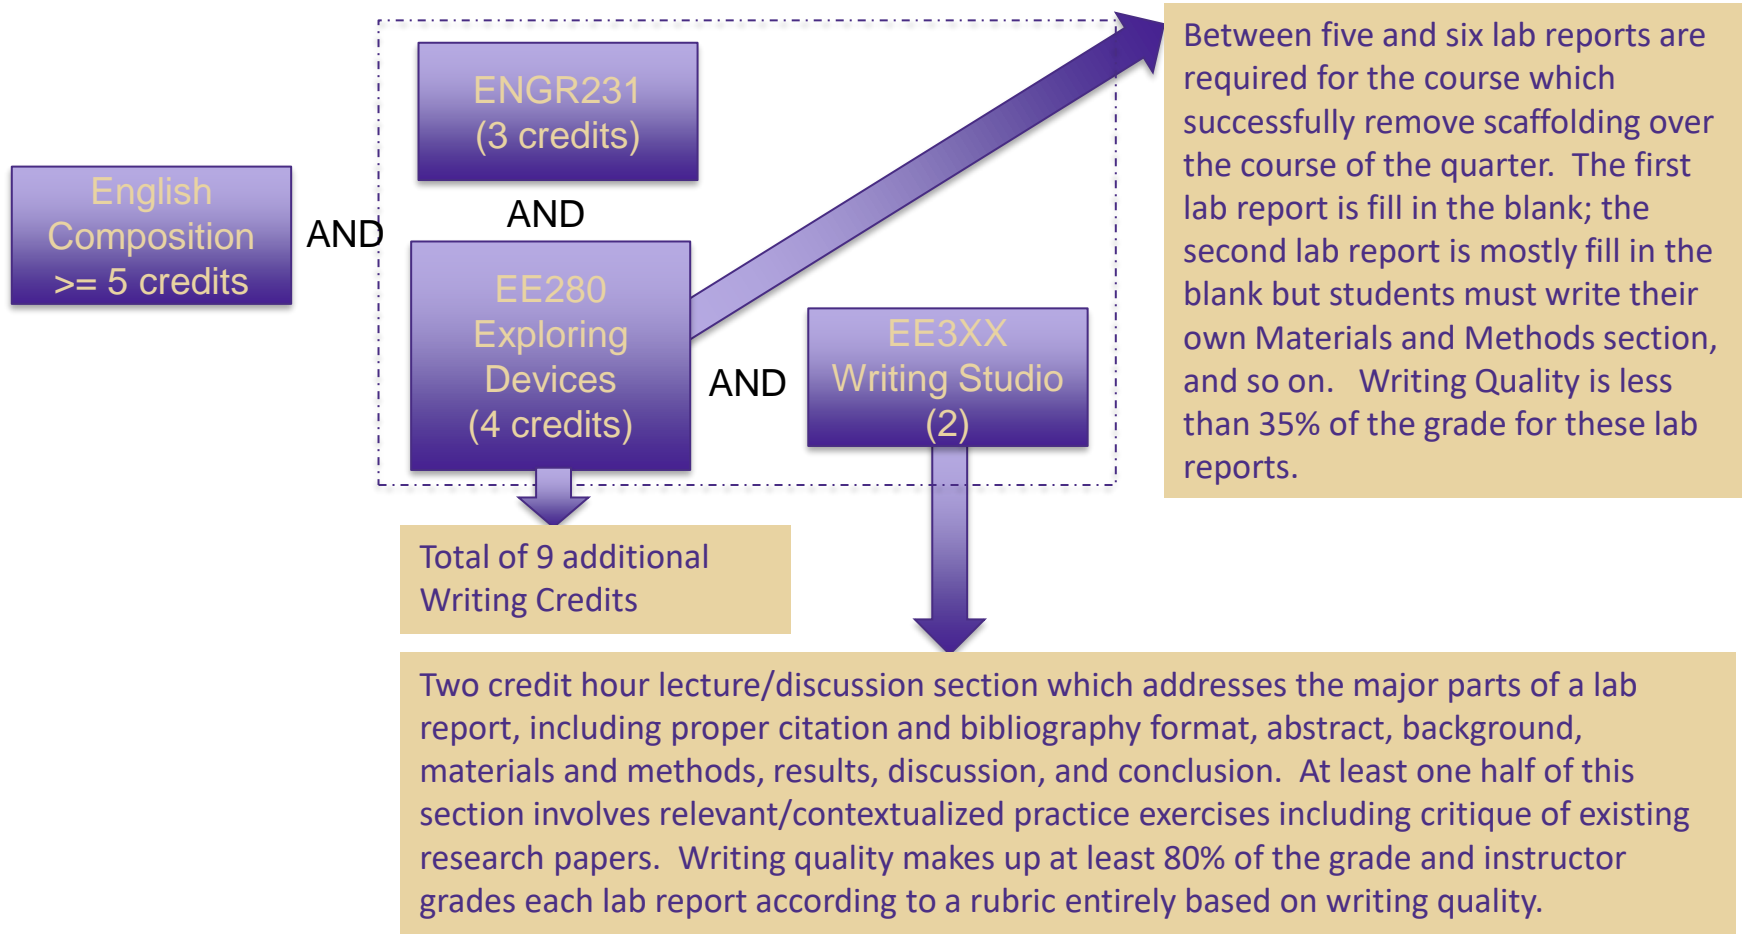 English
Composition
>= 5 credits
AND
ENGR231
(3 credits)
AND
EE280
Exploring
Devices
(4 credits)
AND
EE3XX
Writing Studio
(2)
Between five and six lab reports are
required for the course which
successfully remove scaffolding over
the course of the quarter.  The first
lab report is fill in the blank; the
second lab report is mostly fill in the
blank but students must write their
own Materials and Methods section,
and so on.   Writing Quality is less
than 35% of the grade for these lab
reports.
Total of 9 additional
Writing Credits
Two credit hour lecture/discussion section which addresses the major parts of a lab
report, including proper citation and bibliography format, abstract, background,
materials and methods, results, discussion, and conclusion.  At least one half of this
section involves relevant/contextualized practice exercises including critique of existing
research papers.  Writing quality makes up at least 80% of the grade and instructor
grades each lab report according to a rubric entirely based on writing quality.